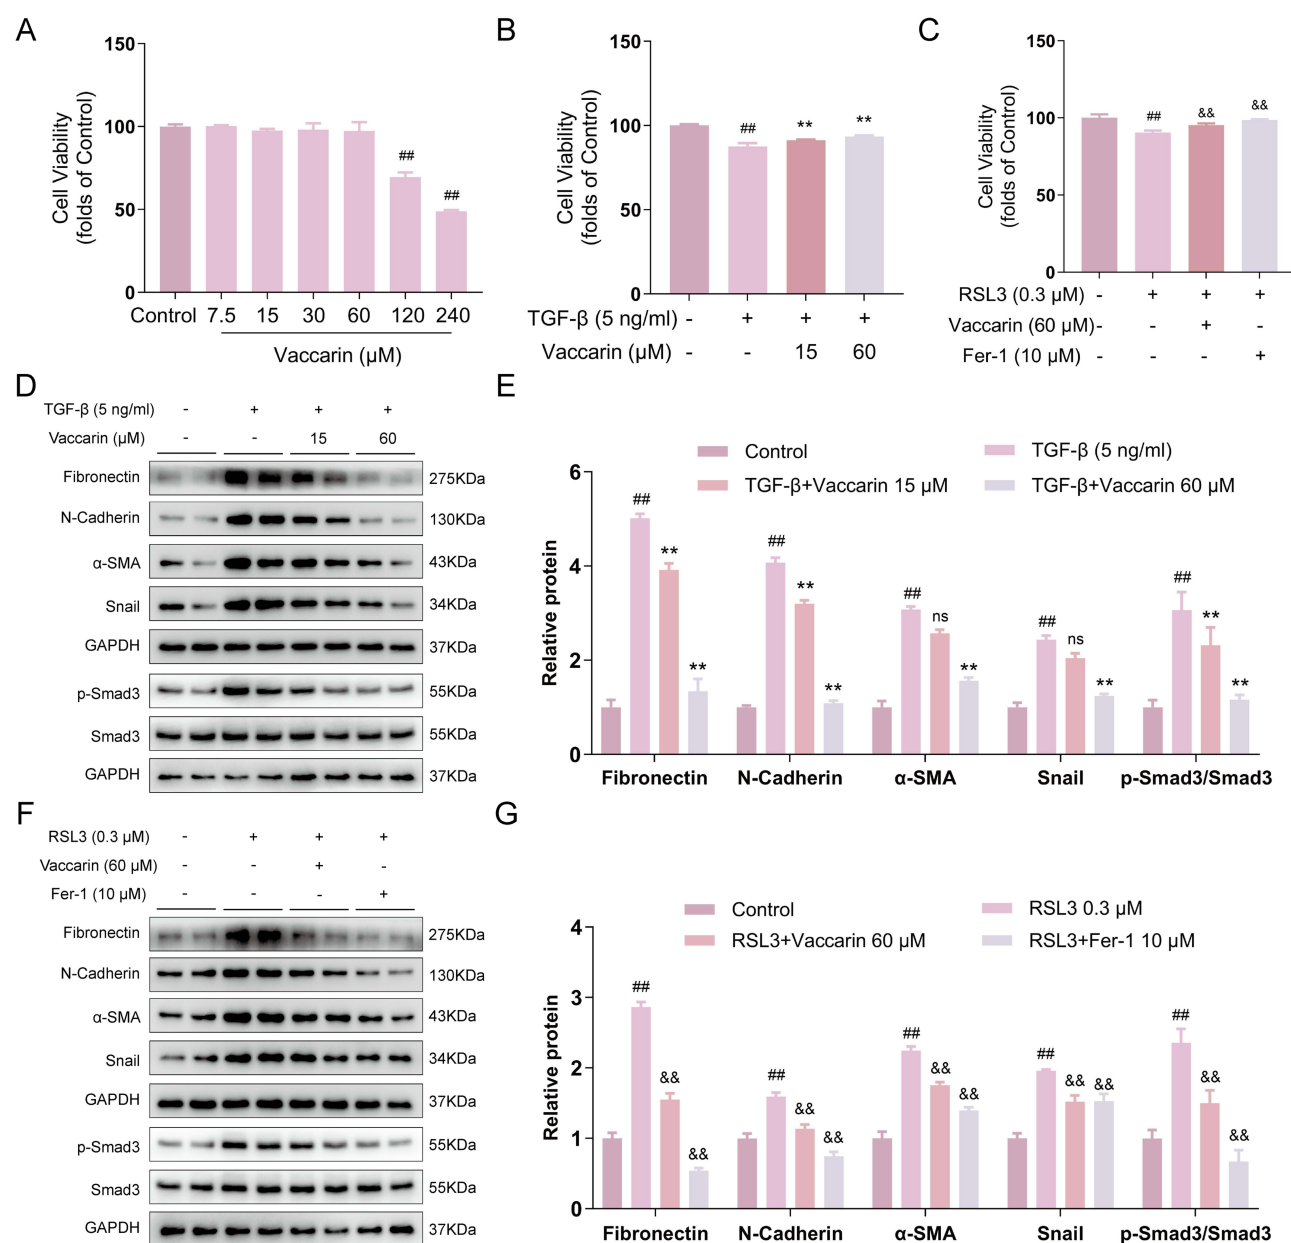 A
150
100
50
0
Cell Viability
(folds of Control)
##
##
Control 7.5 15 30 60 120 240
Vaccarin (µM)
B
150
100
50
0
Cell Viability
(folds of Control)
## ** **
TGF-β (5 ng/ml) - + + +
Vaccarin (µM) - - 15 60
C
150
100
50
0
Cell Viability
(folds of Control)
## && &&
RSL3 (0.3 µM) - + + +
Vaccarin (60 µM) - - + -
Fer-1 (10 µM) - - - +
D
TGF-β (5 ng/ml) - + + +
Vaccarin (µM) - - 15 60
Fibronectin 275KDa
N-Cadherin 130KDa
α-SMA 43KDa
Snail 34KDa
GAPDH 37KDa
p-Smad3 55KDa
Smad3 55KDa
GAPDH 37KDa
E
Control TGF-β (5 ng/ml)
TGF-β+Vaccarin 15 µM TGF-β+Vaccarin 60 µM
6
4
2
0
Relative protein
## ** **
## ** **
## ns **
## ns **
## ** **
Fibronectin N-Cadherin α-SMA Snail p-Smad3/Smad3
F
RSL3 (0.3 µM) - + + +
Vaccarin (60 µM) - - + -
Fer-1 (10 µM) - - - +
Fibronectin 275KDa
N-Cadherin 130KDa
α-SMA 43KDa
Snail 34KDa
GAPDH 37KDa
p-Smad3 55KDa
Smad3 55KDa
GAPDH 37KDa
G
Control RSL3 0.3 µM
RSL3+Vaccarin 60 µM RSL3+Fer-1 10 µM
4
3
2
1
0
Relative protein
## && &&
## && &&
## && &&
## && &&
## && &&
Fibronectin N-Cadherin α-SMA Snail p-Smad3/Smad3